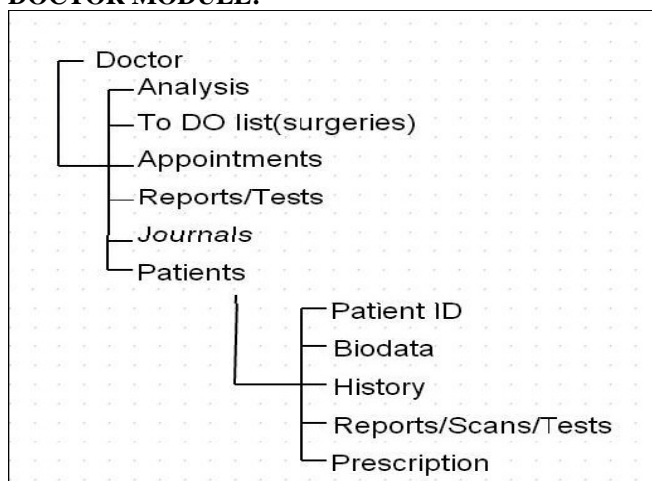 DOCTOR MODULE:
Doctor
Analysis
To DO list(surgeries)
Appointments
Reports/Tests
Journals
Patients
Patient ID
Biodata
History
Reports/Scans/Tests
Prescription